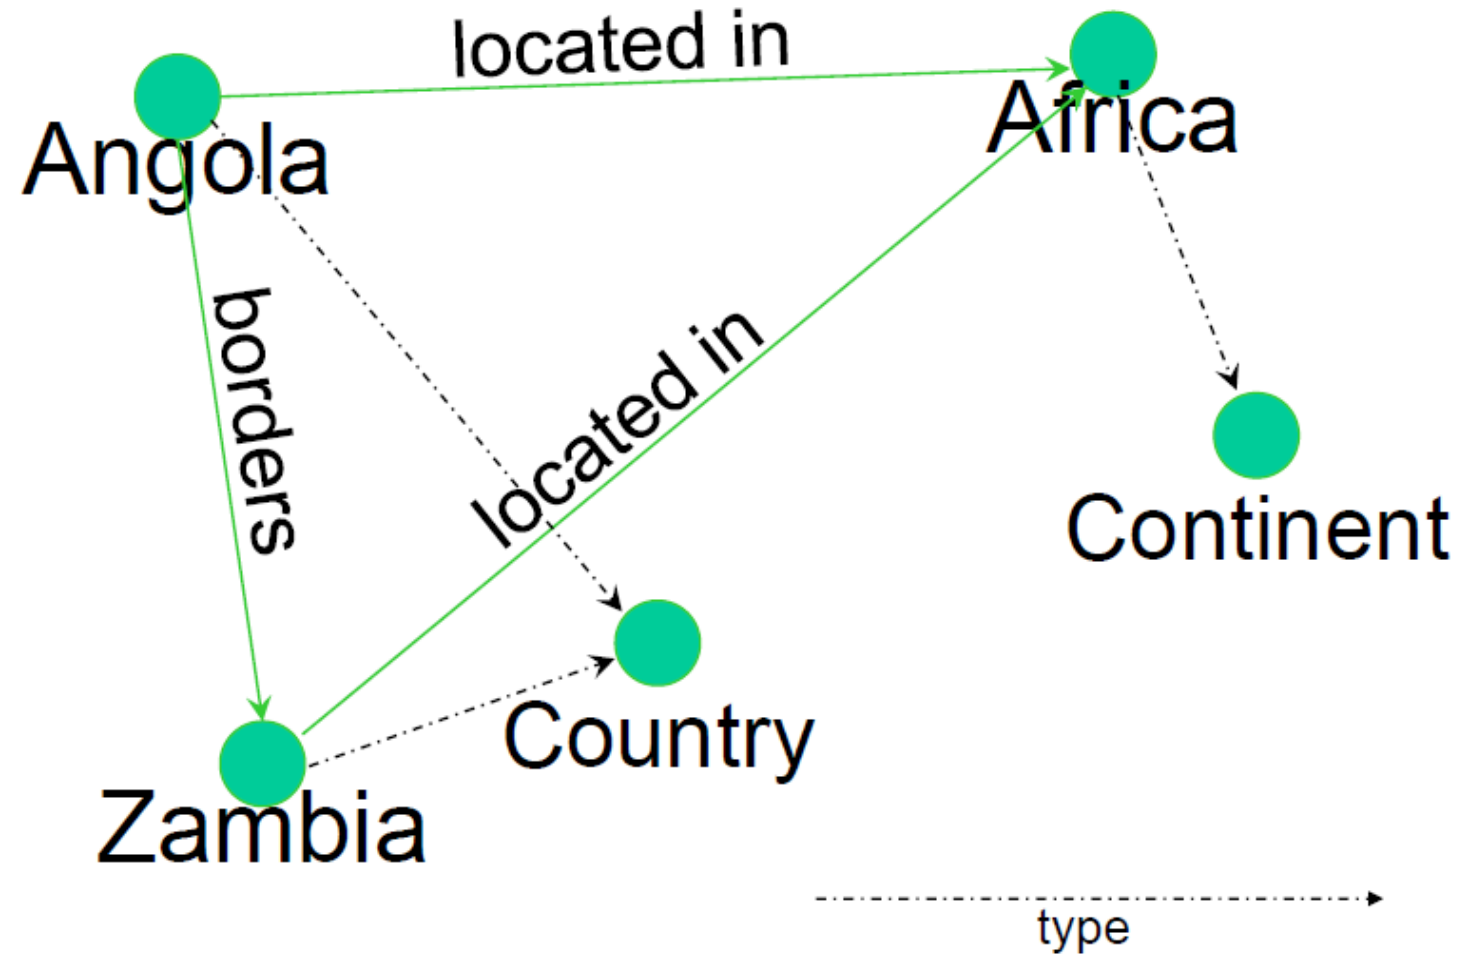 located in
Africa
Angola
borders
located in
Continent
Country
Zambia
type